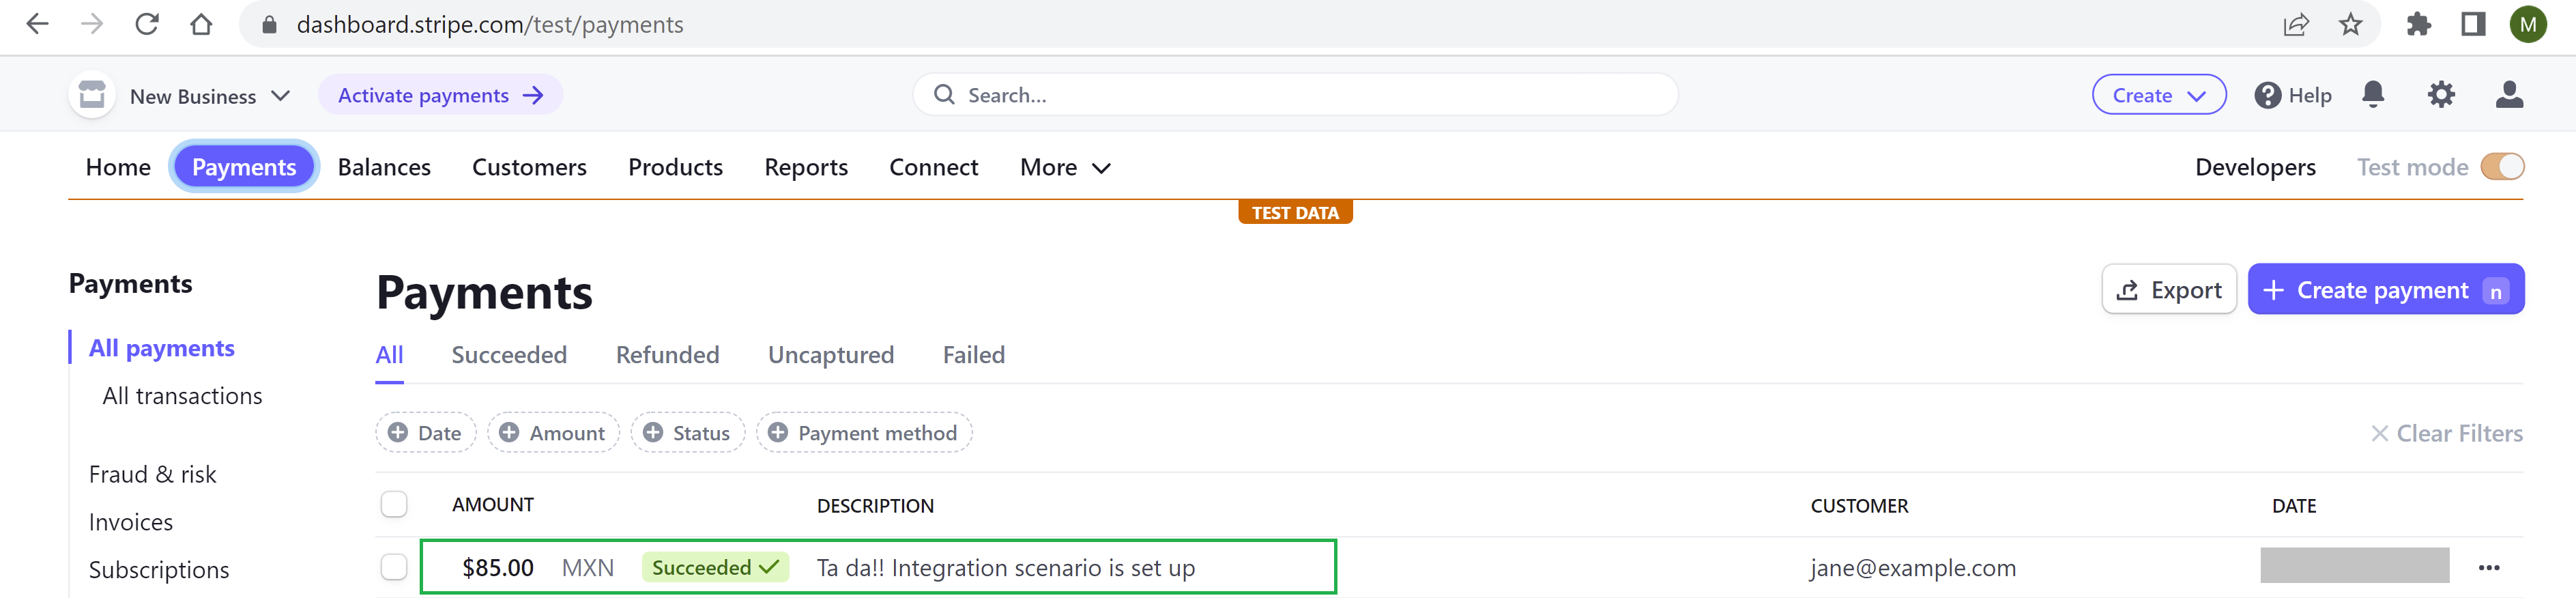 dashboard.stripe.com/test/payments
M
New Business
Activate payments
Search...
Create
Help
Home Payments Balances Customers Products Reports Connect More
Developers Test mode
TEST DATA
Payments
All payments
All transactions
Fraud & risk
Invoices
Subscriptions
Payments
Export
Create payment n
All Succeeded Refunded Uncaptured Failed
Date Amount Status Payment method
Clear Filters
AMOUNT DESCRIPTION CUSTOMER DATE
$85.00 MXN Succeeded Ta da!! Integration scenario is set up jane@example.com